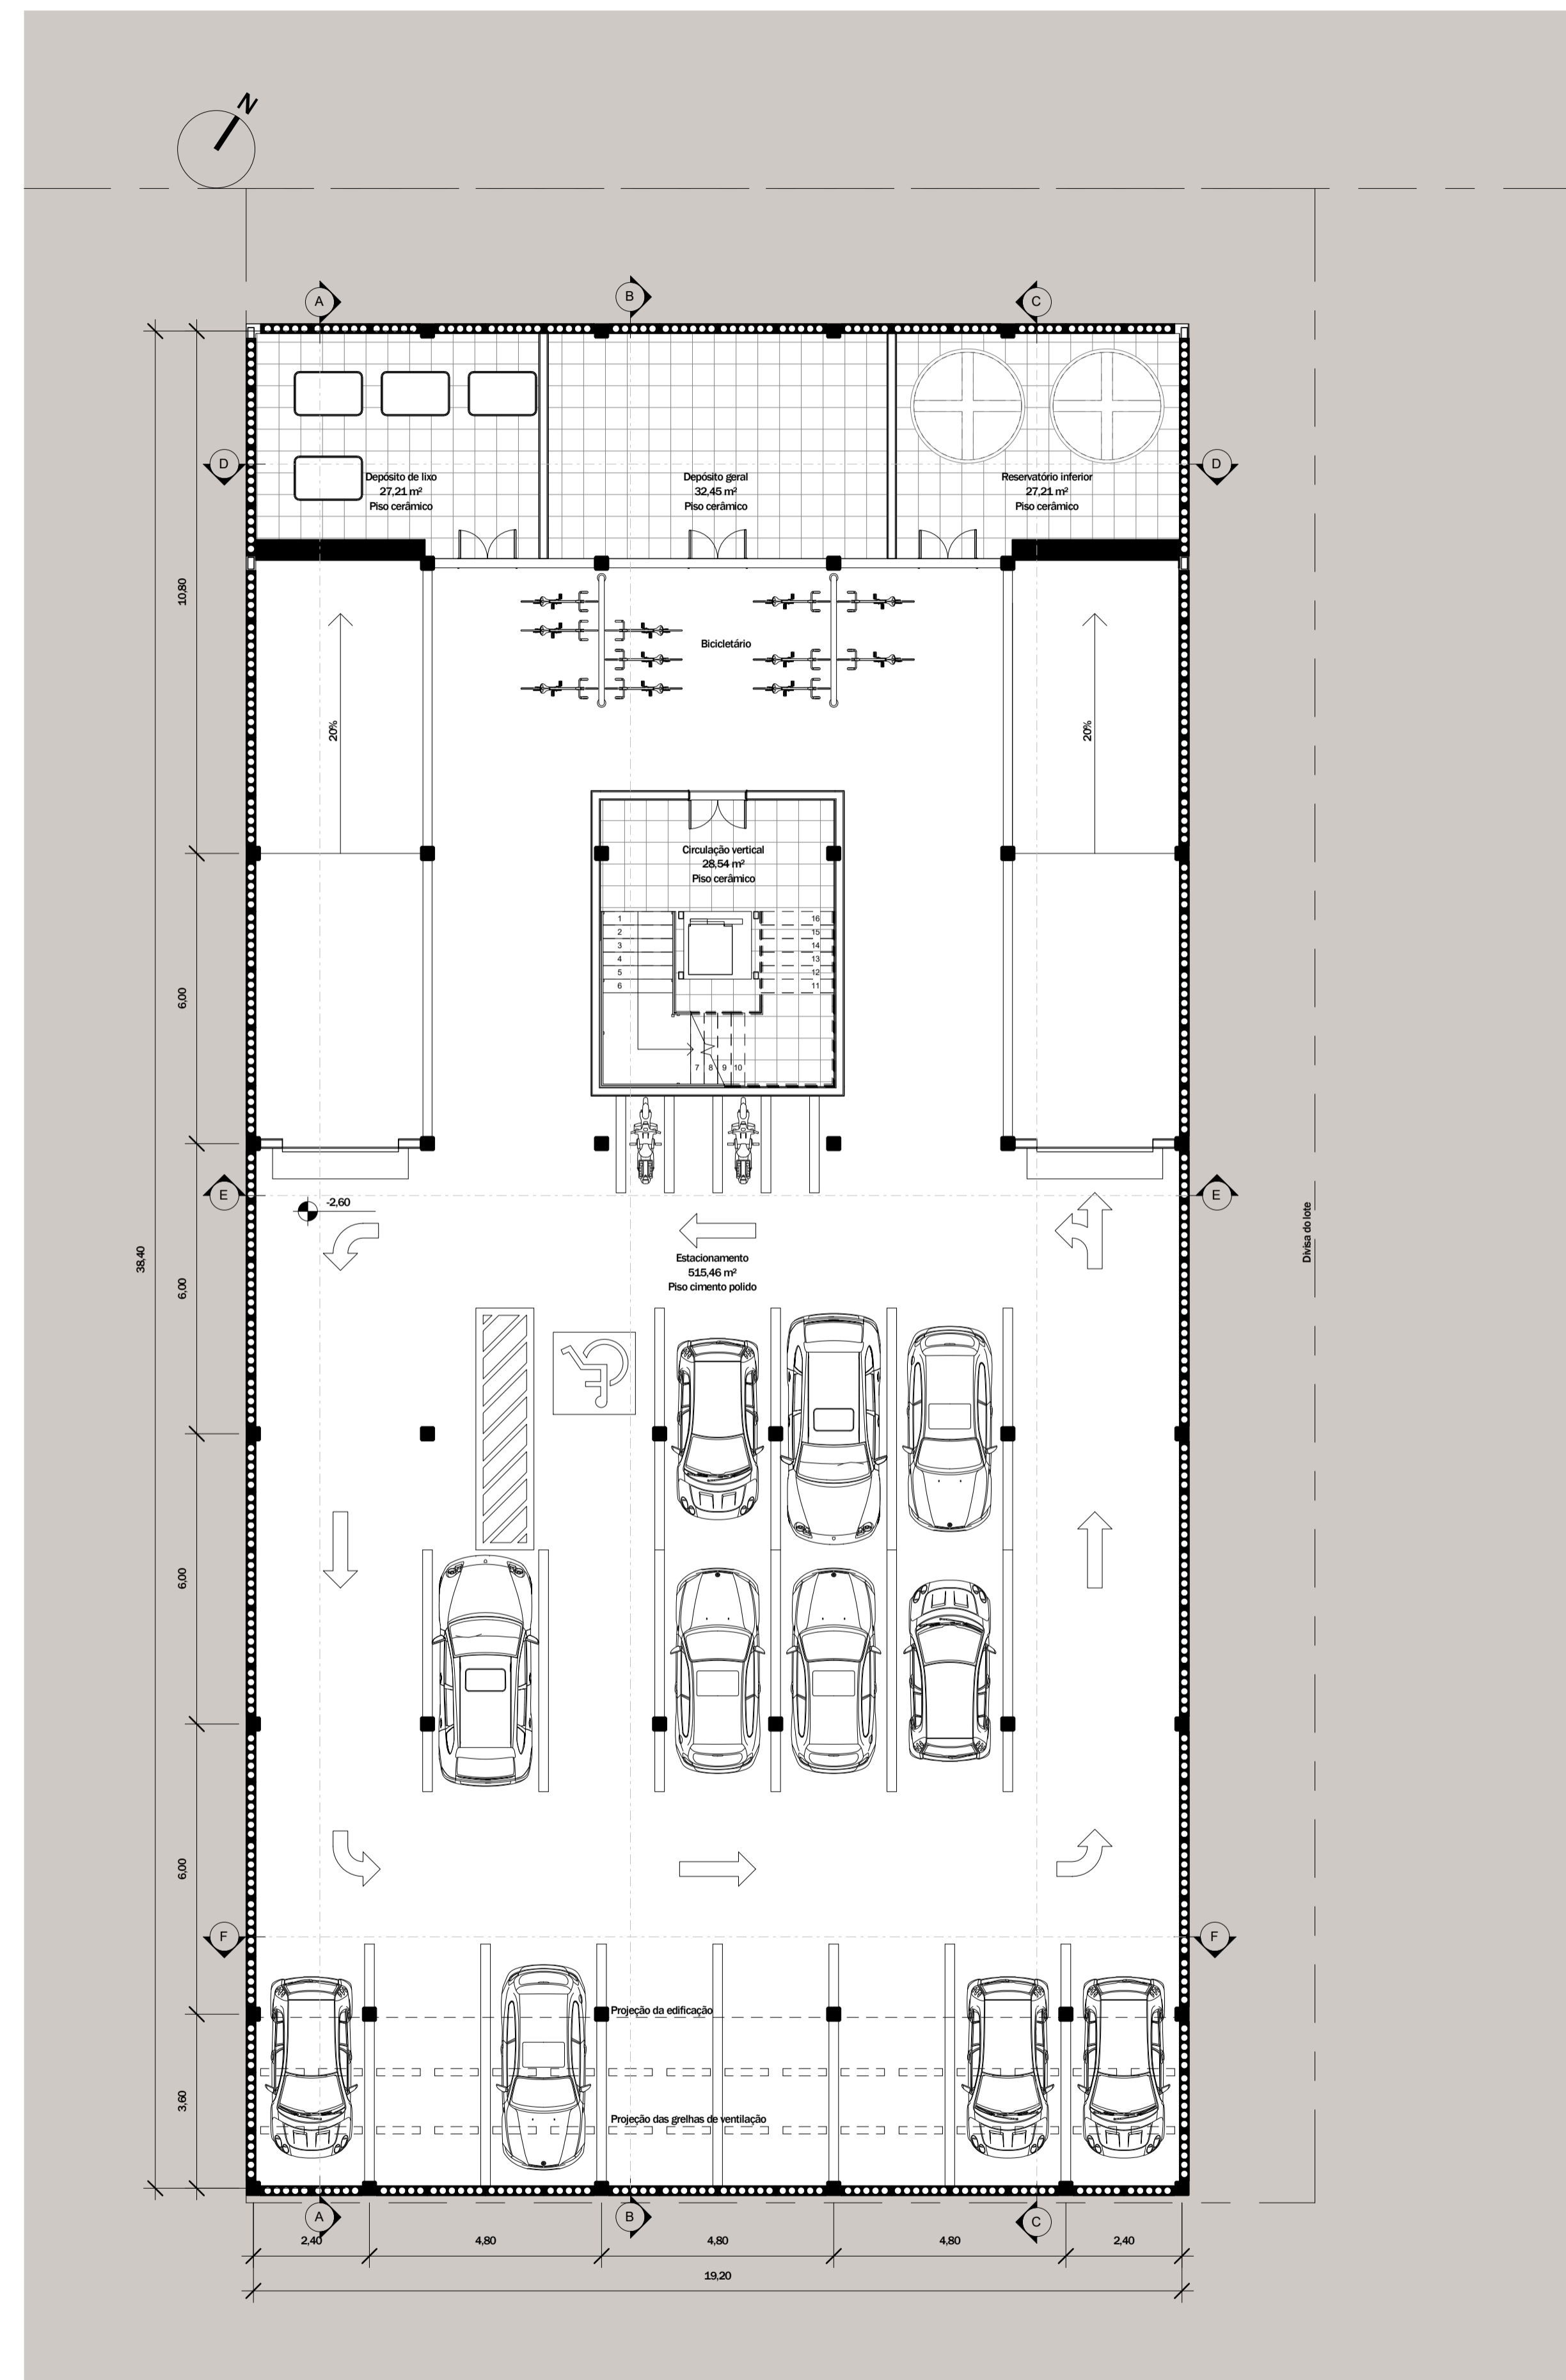 N
A
B
C
D
Depósito de lixo
27,21 m²
Piso cerâmico
Depósito geral
32,45 m²
Piso cerâmico
Reservatório inferior
27,21 m²
Piso cerâmico
D
10,80
Bicicletário
20%
20%
Circulação vertical
28,54 m²
Piso cerâmico
1
2
3
4
5
6
16
15
14
13
12
11
7
8
9
10
6,00
E
-2,60
E
Divisa do lote
38,40
6,00
Estacionamento
515,46 m²
Piso cimento polido
6,00
6,00
F
F
Projeção da edificação
3,60
Projeção das grelhas de ventilação
A
B
C
2,40
4,80
4,80
4,80
2,40
19,20